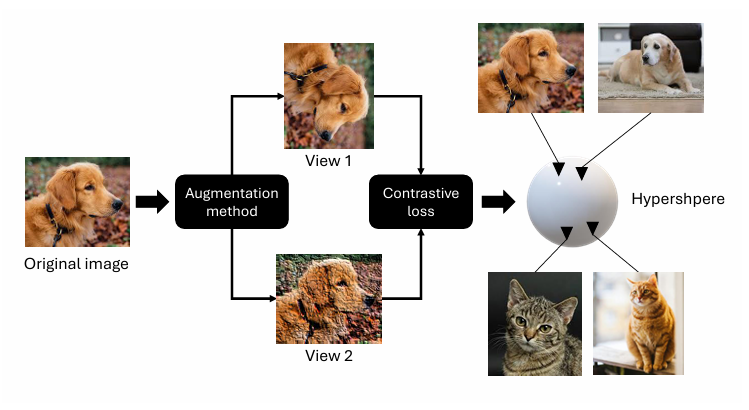 View 1
Augmentation
method
Contrastive
loss
Hypershpere
Original image
View 2